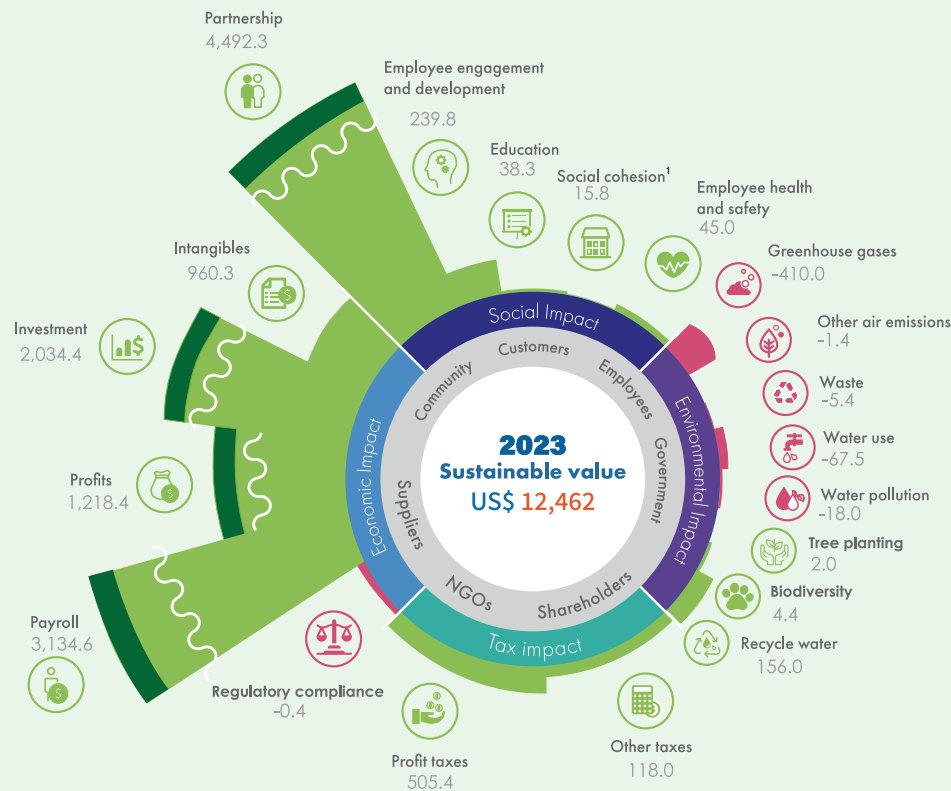 Partnership
4,492.3
Employee engagement
and development
239.8
Education
38.3
Social cohesion¹
15.8
Employee health
and safety
45.0
Greenhouse gases
-410.0
Other air emissions
-1.4
Waste
-5.4
Water use
-67.5
Water pollution
-18.0
Tree planting
2.0
Biodiversity
4.4
Recycle water
156.0
Other taxes
118.0
Profit taxes
505.4
Regulatory compliance
-0.4
Payroll
3,134.6
Profits
1,218.4
Investment
2,034.4
Intangibles
960.3
Social Impact
Environmental Impact
Tax impact
Economic Impact
Customers
Employees
Government
Shareholders
NGOs
Suppliers
Community
2023
Sustainable value
US$ 12,462